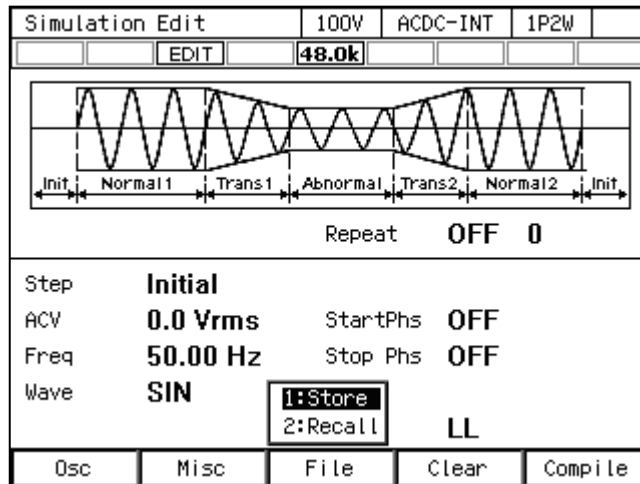 Simulation Edit 100V ACDC-INT 1P2W
EDIT 48.0k
Init Normal1 Trans1 Abnormal Trans2 Normal2 Init
Repeat OFF 0
Step Initial
ACV 0.0 Vrms StartPhs OFF
Freq 50.00 Hz Stop Phs OFF
Wave SIN
1:Store
2:Recall LL
Osc Misc File Clear Compile